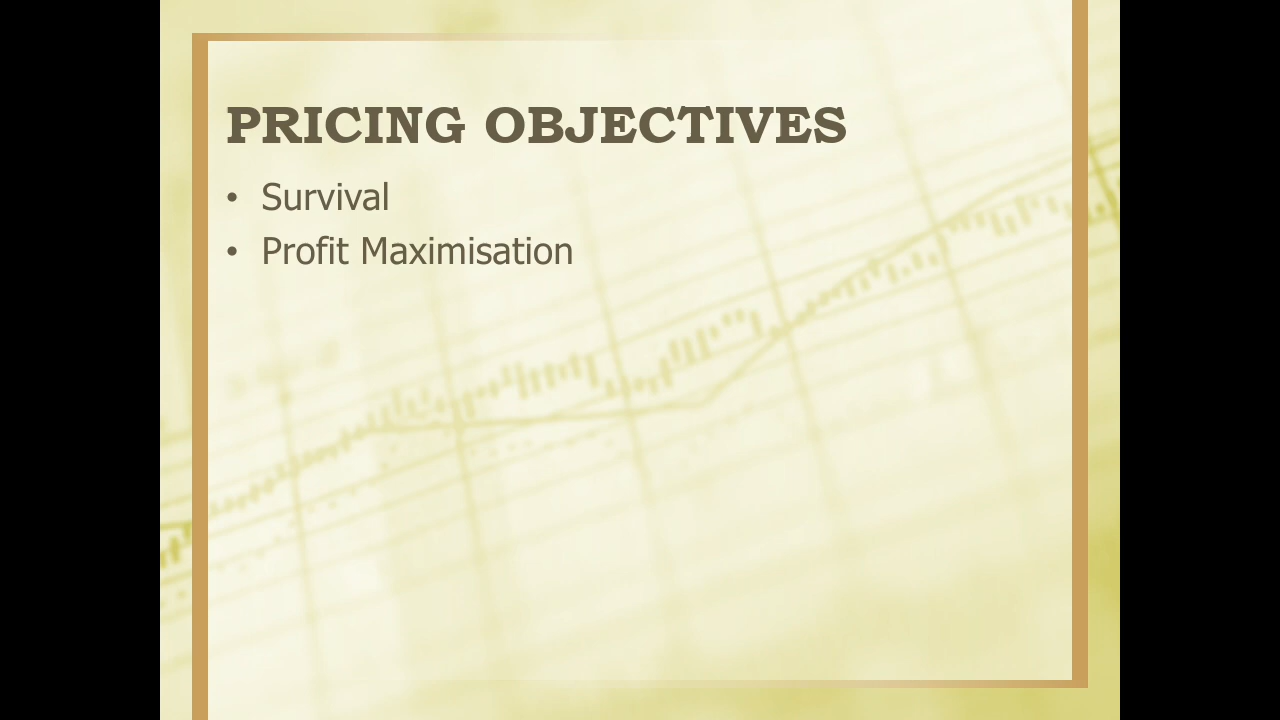 PRICING OBJECTIVES
• Survival
• Profit Maximisation